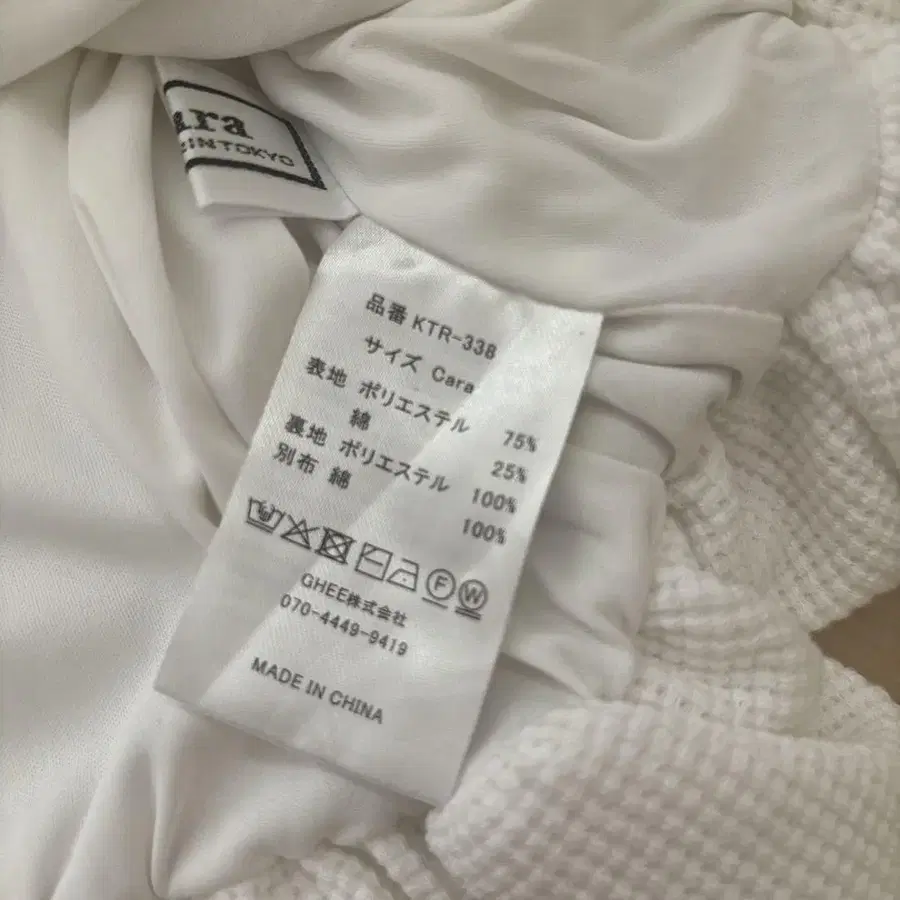 ara
INTOKYO
品番 KTR-338
サイズ Cara
表地 ポリエステル 75%
綿 25%
裏地 ポリエステル 100%
別布 綿 100%
F W
GHEE株式会社
070-4449-9419
MADE IN CHINA